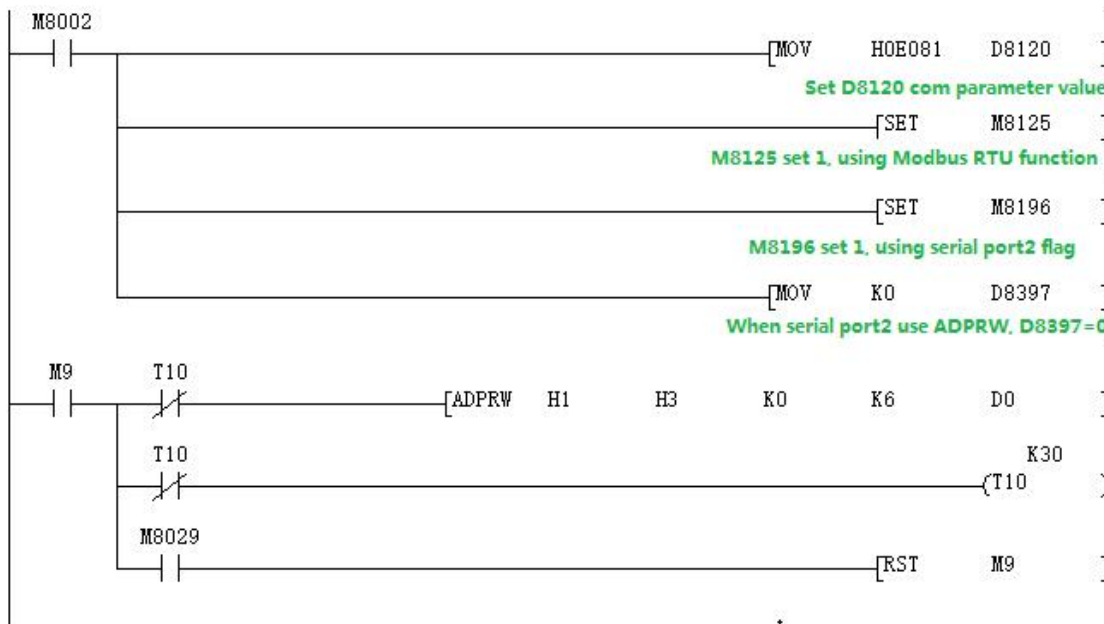 M8002
[MOV H0E081 D8120 ]
Set D8120 com parameter value
[SET M8125 ]
M8125 set 1, using Modbus RTU function
[SET M8196 ]
M8196 set 1, using serial port2 flag
[MOV K0 D8397 ]
When serial port2 use ADPRW, D8397=0
M9 T10
[ADPRW H1 H3 K0 K6 D0 ]
T10 K30
(T10 )
M8029
[RST M9 ]